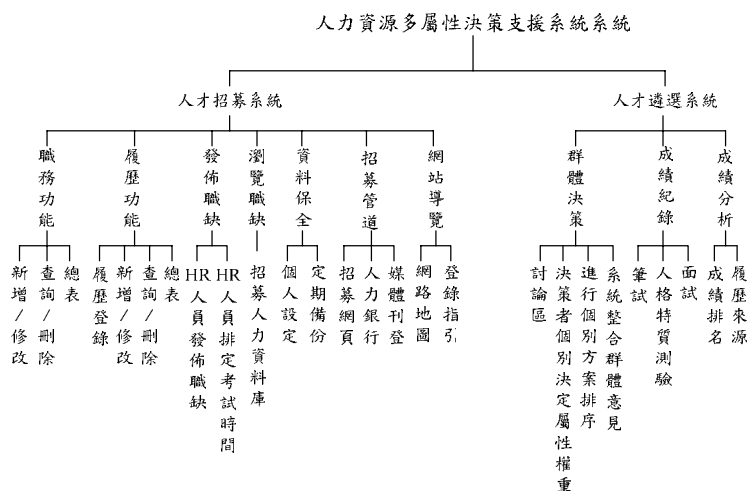 人力資源多屬性決策支援系統系統
人才招募系統
人才遴選系統
職務功能
履歷功能
發佈職缺
瀏覽職缺
資料保全
招募管道
網站導覽
群體決策
成績紀錄
成績分析
新增/修改
查詢/刪除
總表
履歷登錄
新增/修改
查詢/刪除
總表
HR人員發佈職缺
HR人員排定考試時間
招募人力資料庫
個人設定
定期備份
招募網頁
人力銀行
媒體刊登
網路地圖
登錄指引
討論區
決策者個別決定屬性權重
進行個別方案排序
系統整合群體意見
筆試
人格特質測驗
面試
成績排名
履歷來源